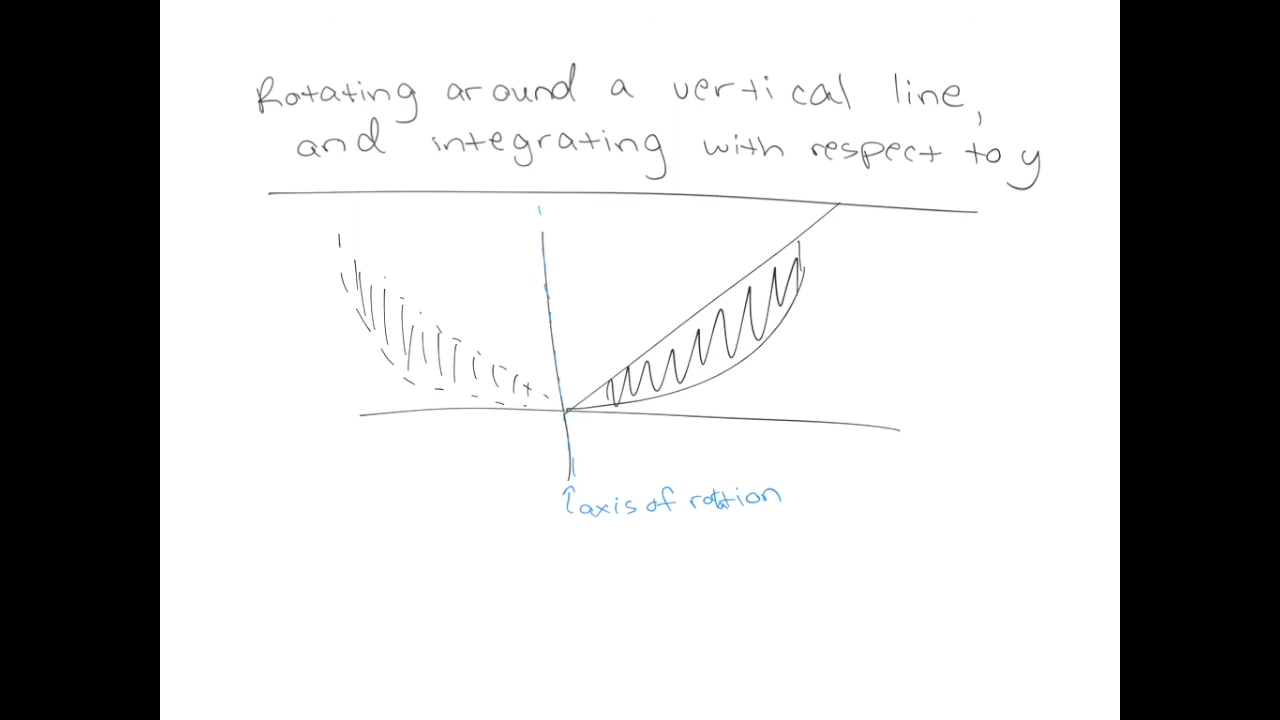 Rotating around a vertical line,
and integrating with respect to y
axis of rotation